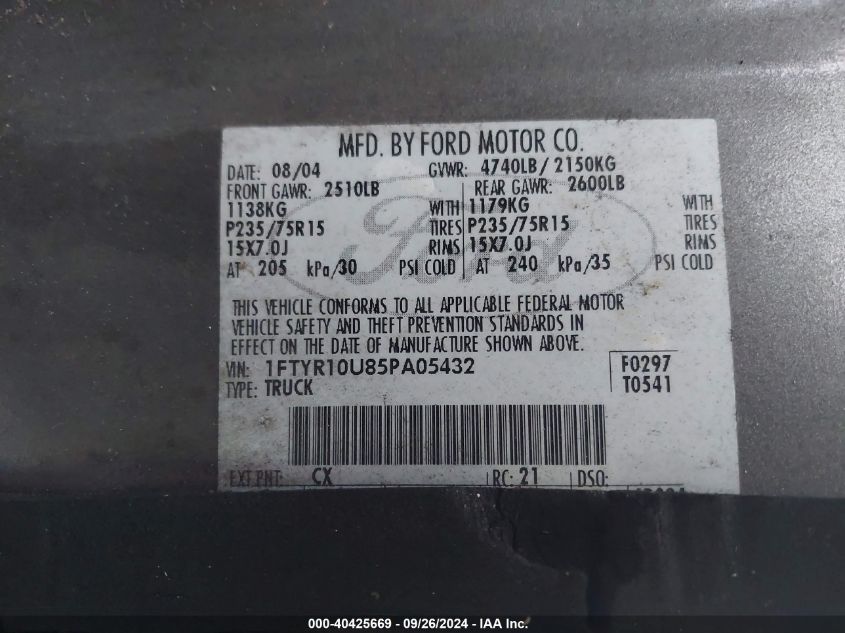 MFD. BY FORD MOTOR CO.
DATE: 08/04 GVWR: 4740LB/ 2150KG
FRONT GAWR: 2510LB REAR GAWR: 2600LB
1138KG WITH 1179KG WITH
P235/75R15 TIRES P235/75R15 TIRES
15X7.0J RIMS 15X7.0J RIMS
AT 205 kPa/30 PSI COLD AT 240 kPa/35 PSI COLD
THIS VEHICLE CONFORMS TO ALL APPLICABLE FEDERAL MOTOR
VEHICLE SAFETY AND THEFT PREVENTION STANDARDS IN
EFFECT ON THE DATE OF MANUFACTURE SHOWN ABOVE.
VIN: 1FTYR10U85PA05432 F0297
TYPE: TRUCK T0541
EXT PNT: CX RC: 21 DSO:
Ford
000-40425669 - 09/26/2024 - IAA Inc.